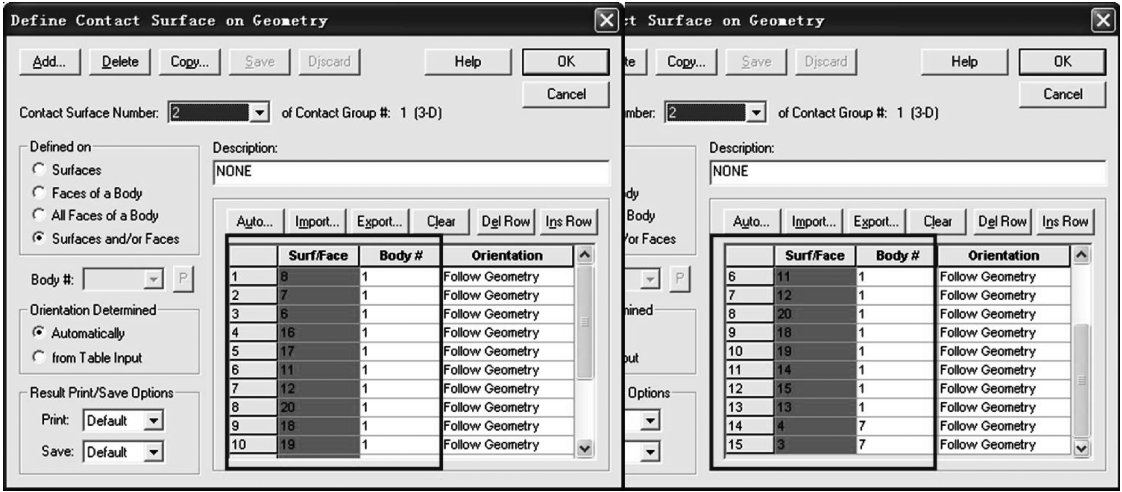 Define Contact Surface on Geometry
Add... Delete Copy... Save Discard Help OK
Cancel
Contact Surface Number: 2 of Contact Group #: 1 (3-D)
Defined on
Surfaces
Faces of a Body
All Faces of a Body
Surfaces and/or Faces
Body #: P
Orientation Determined
Automatically
from Table Input
Result Print/Save Options
Print: Default
Save: Default
Description:
NONE
Auto... Import... Export... Clear Del Row Ins Row
Surf/Face Body # Orientation
1 8 1 Follow Geometry
2 7 1 Follow Geometry
3 6 1 Follow Geometry
4 16 1 Follow Geometry
5 17 1 Follow Geometry
6 11 1 Follow Geometry
7 12 1 Follow Geometry
8 20 1 Follow Geometry
9 18 1 Follow Geometry
10 19 1 Follow Geometry
ct Surface on Geometry
te Copy... Save Discard Help OK
Cancel
mber: 2 of Contact Group #: 1 (3-D)
dy
Body
/or Faces
P
mined
out
Options
Description:
NONE
Auto... Import... Export... Clear Del Row Ins Row
Surf/Face Body # Orientation
6 11 1 Follow Geometry
7 12 1 Follow Geometry
8 20 1 Follow Geometry
9 18 1 Follow Geometry
10 19 1 Follow Geometry
11 14 1 Follow Geometry
12 15 1 Follow Geometry
13 13 1 Follow Geometry
14 4 7 Follow Geometry
15 3 7 Follow Geometry